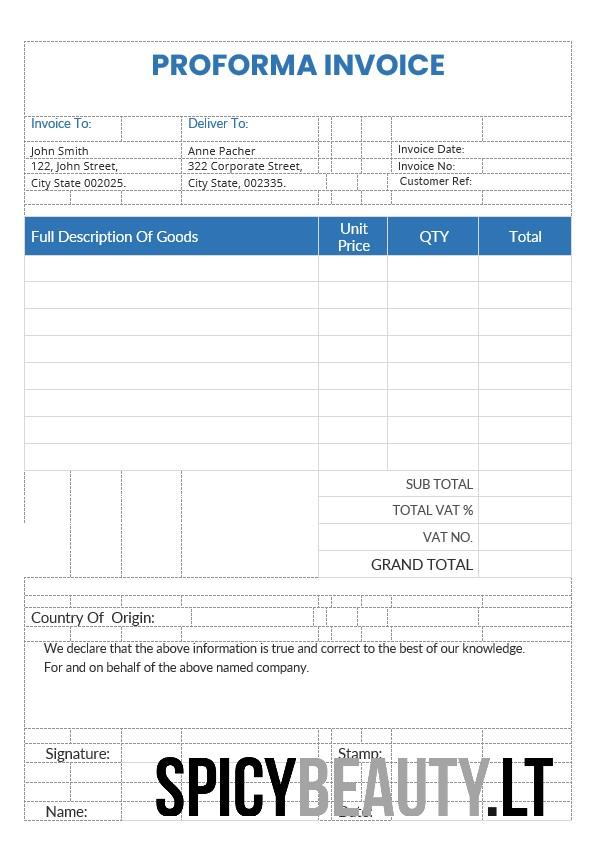 PROFORMA INVOICE
Invoice To:
Deliver To:
John Smith
Anne Pacher
Invoice Date:
122, John Street,
322 Corporate Street,
Invoice No:
City State 002025.
City State, 002335.
Customer Ref:
Full Description Of Goods
Unit Price
QTY
Total
SUB TOTAL
TOTAL VAT %
VAT NO.
GRAND TOTAL
Country Of Origin:
We declare that the above information is true and correct to the best of our knowledge.
For and on behalf of the above named company.
Signature:
Stamp:
SPICYBEAUTY.LT
Name:
Date: